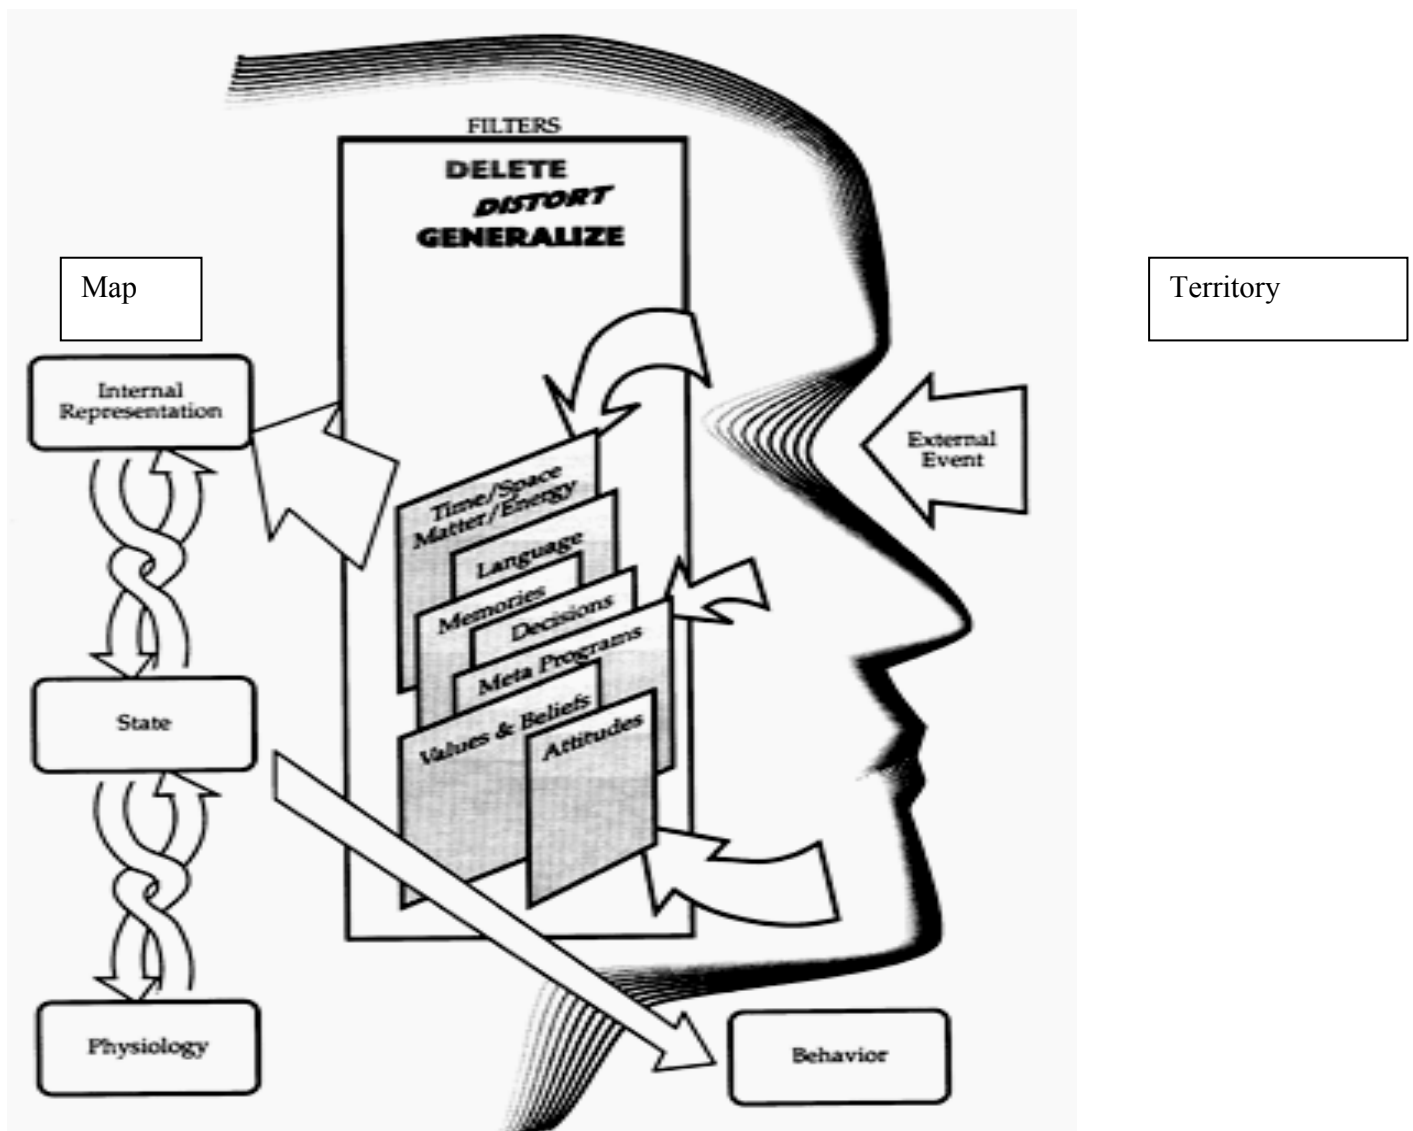 FILTERS
DELETE
DISTORT
GENERALIZE
Map
Territory
Internal
Representation
External
Event
Time/Space
Matter/Energy
Language
Memories
Decisions
Meta Programs
Values & Beliefs
Attitudes
State
Physiology
Behavior